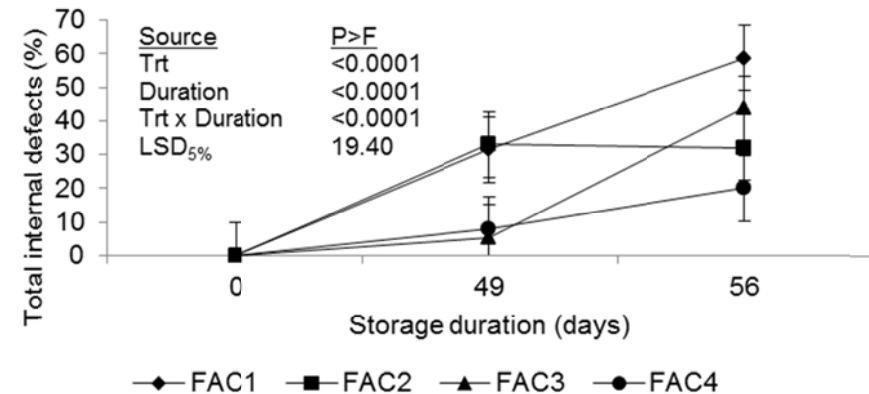 Total internal defects (%)
70
60
50
40
30
20
10
0
Source P>F
Trt <0.0001
Duration <0.0001
Trt x Duration <0.0001
LSD5% 19.40
0 49 56
Storage duration (days)
FAC1 FAC2 FAC3 FAC4